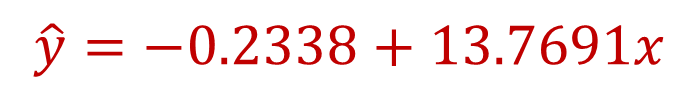 ŷ = −0.2338 + 13.7691x